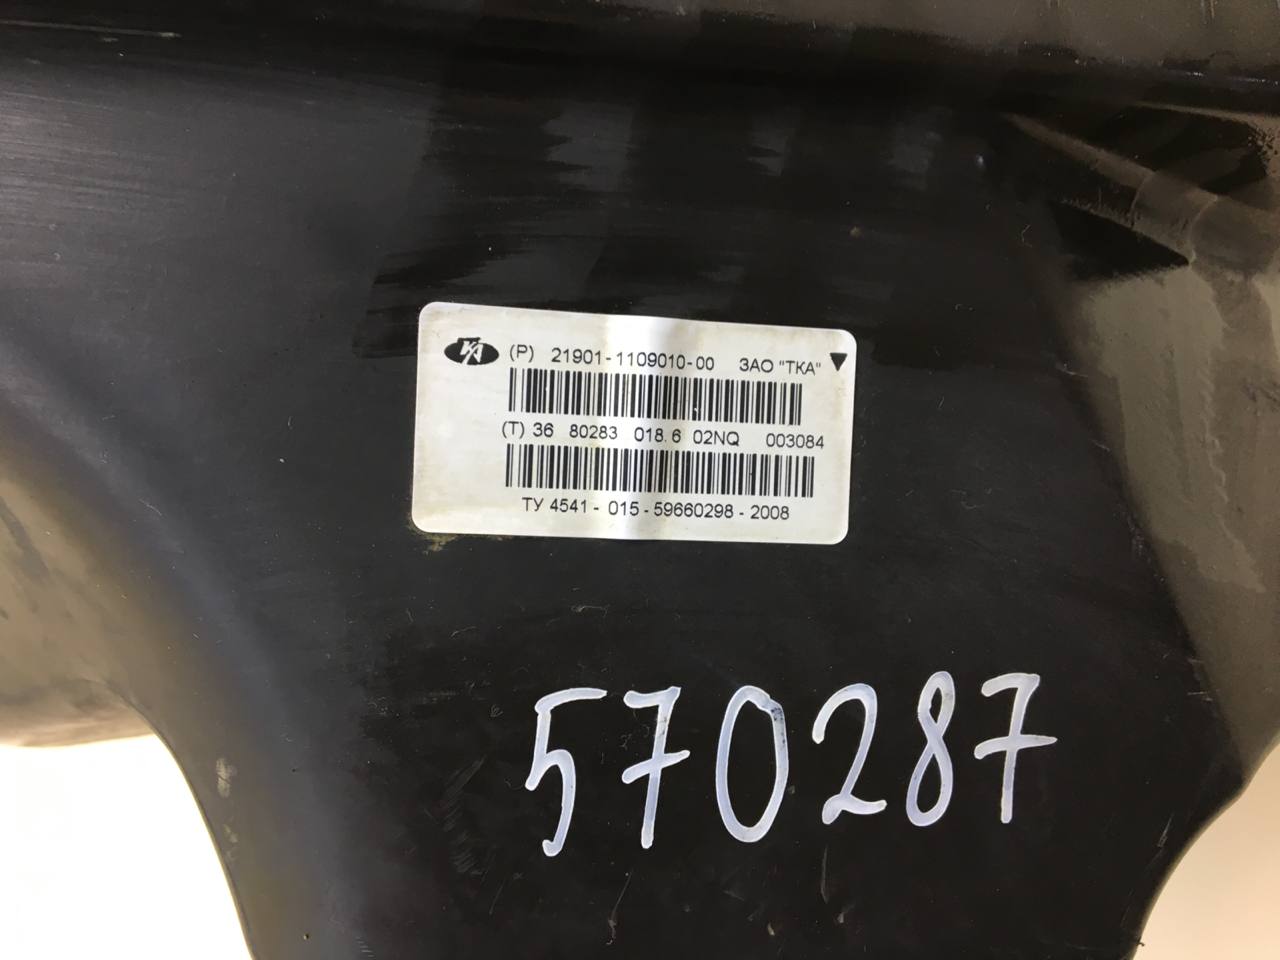 (P) 21901-1109010-00 ЗАО "ТКА"
(T) 36 80283 018.6 02NQ 003084
ТУ 4541-015-59660298-2008
570287